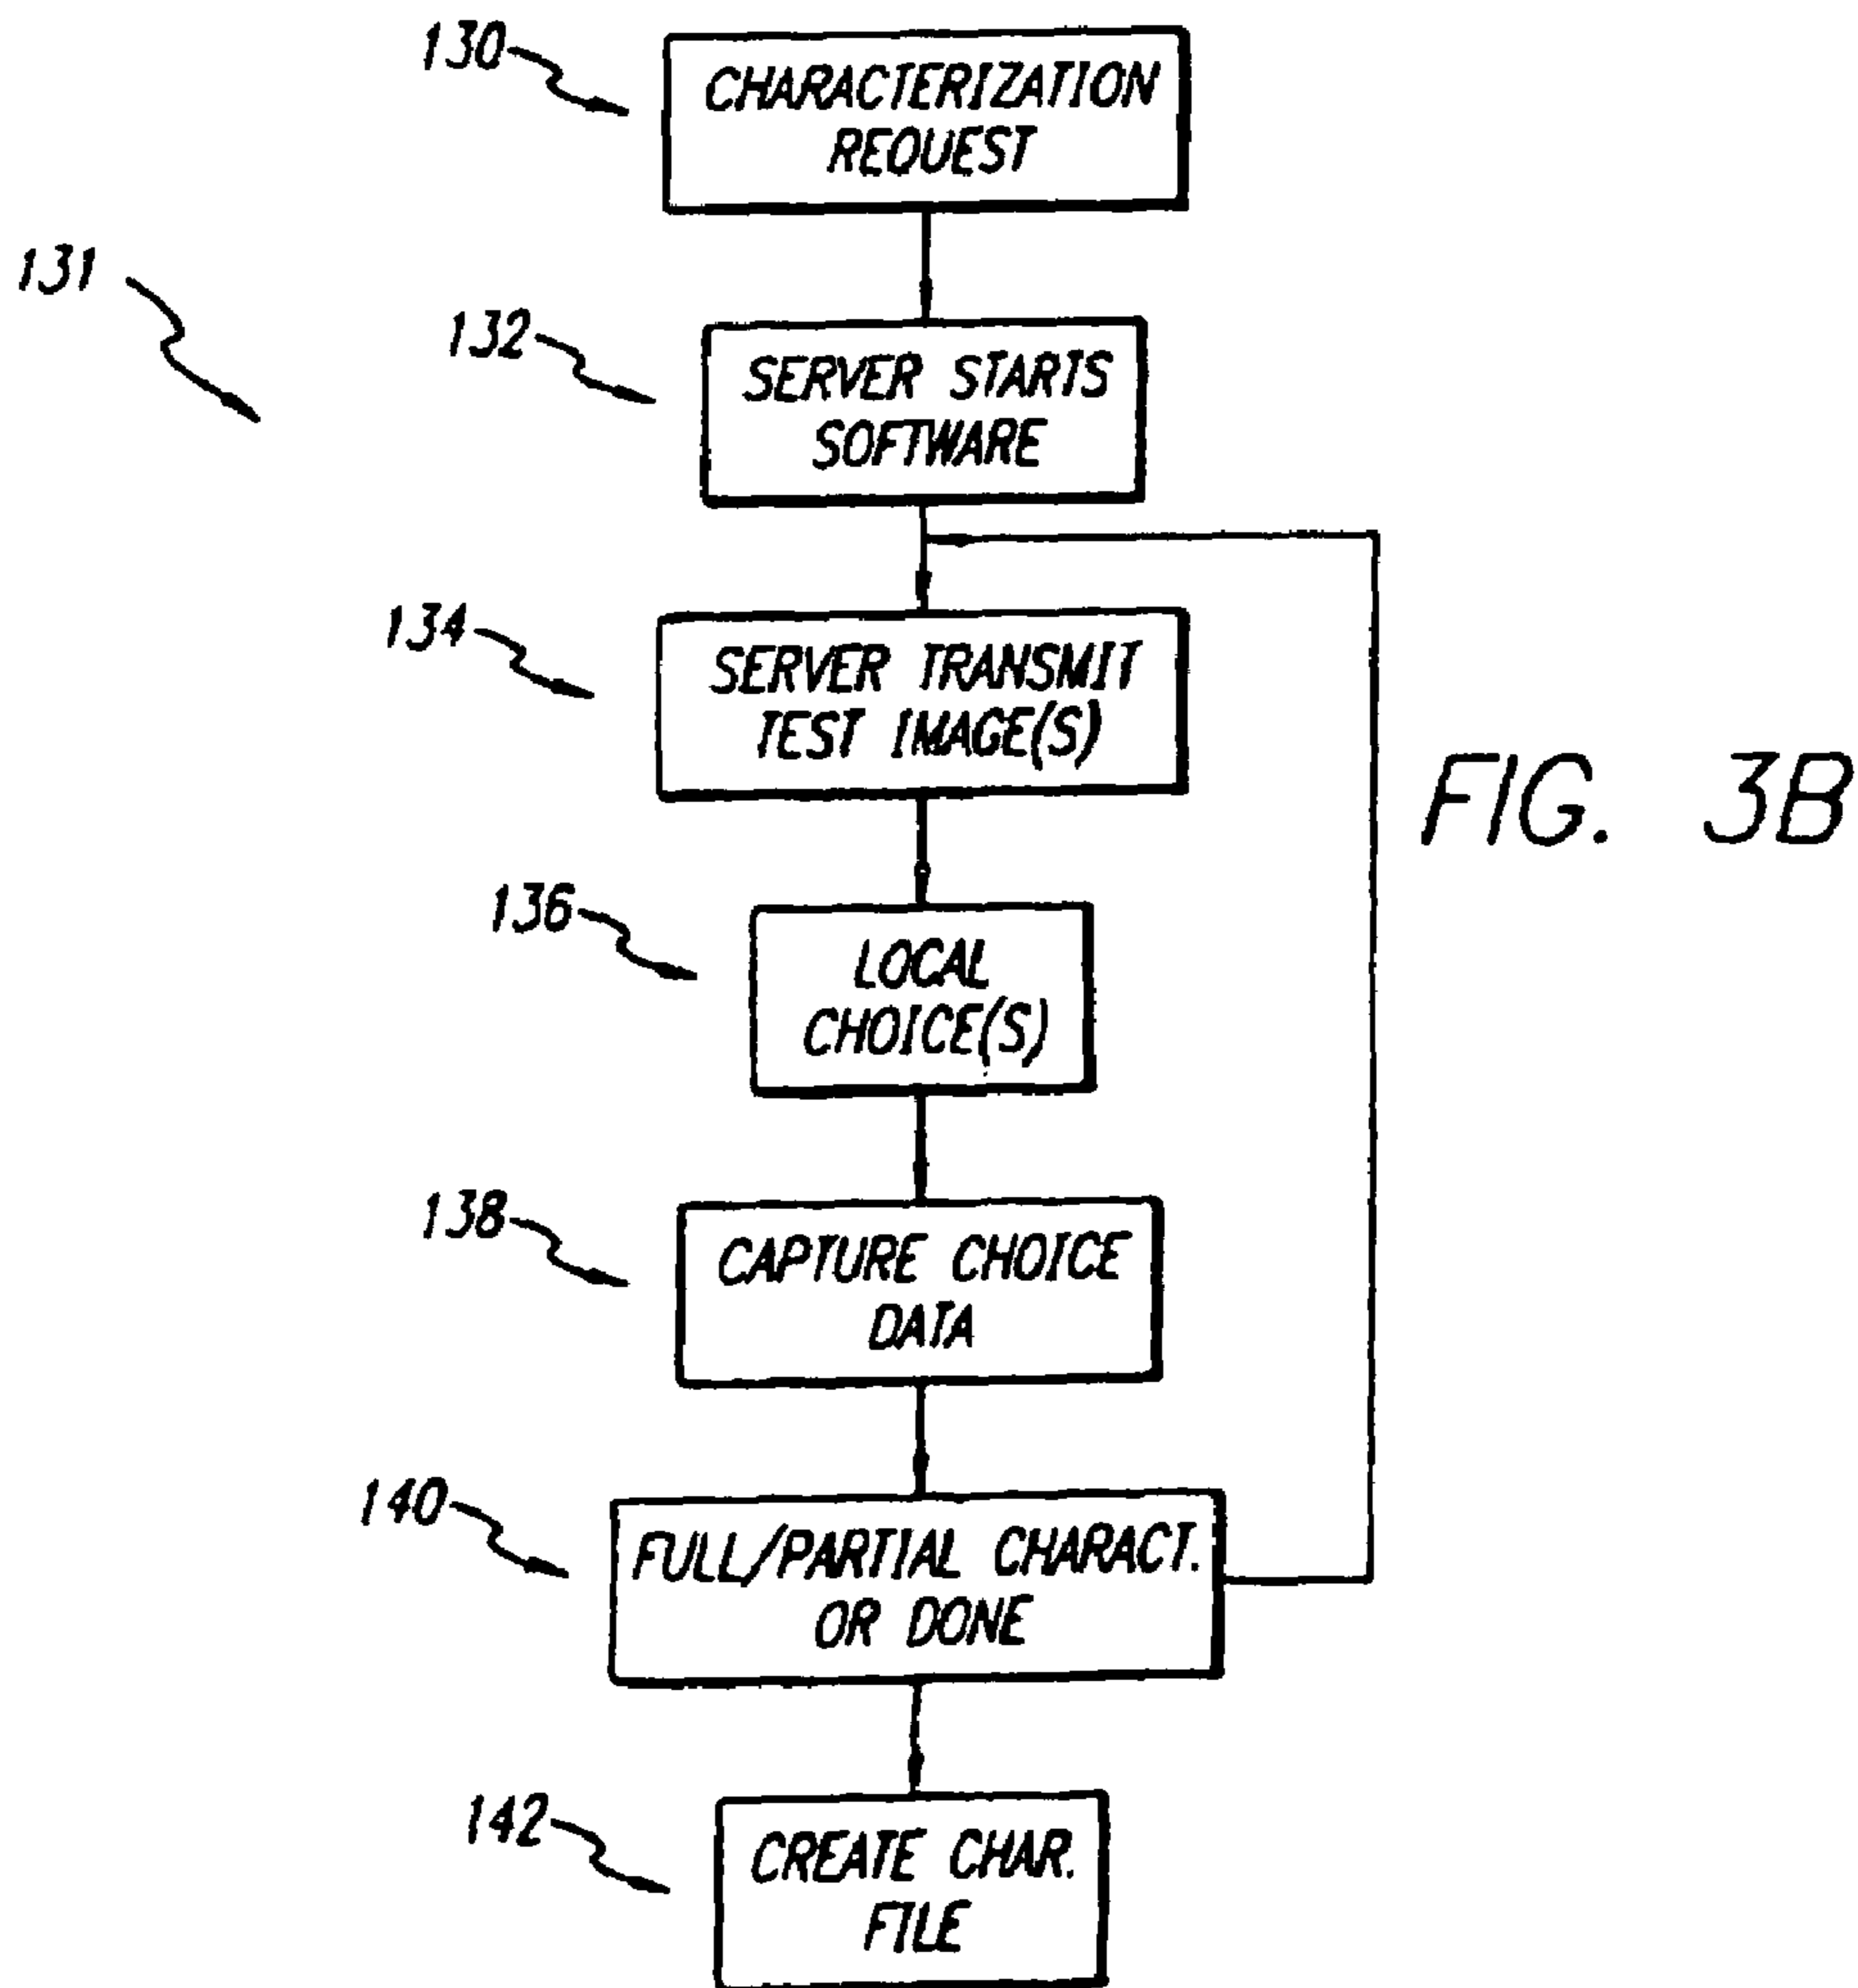 130
CHARACTERIZATION
REQUEST
131
132
SERVER STARTS
SOFTWARE
134
SERVER TRANSMIT
TEST IMAGE(S)
FIG. 3B
136
LOCAL
CHOICE(S)
138
CAPTURE CHOICE
DATA
140
FULL/PARTIAL CHARACT.
OR DONE
142
CREATE CHAR.
FILE